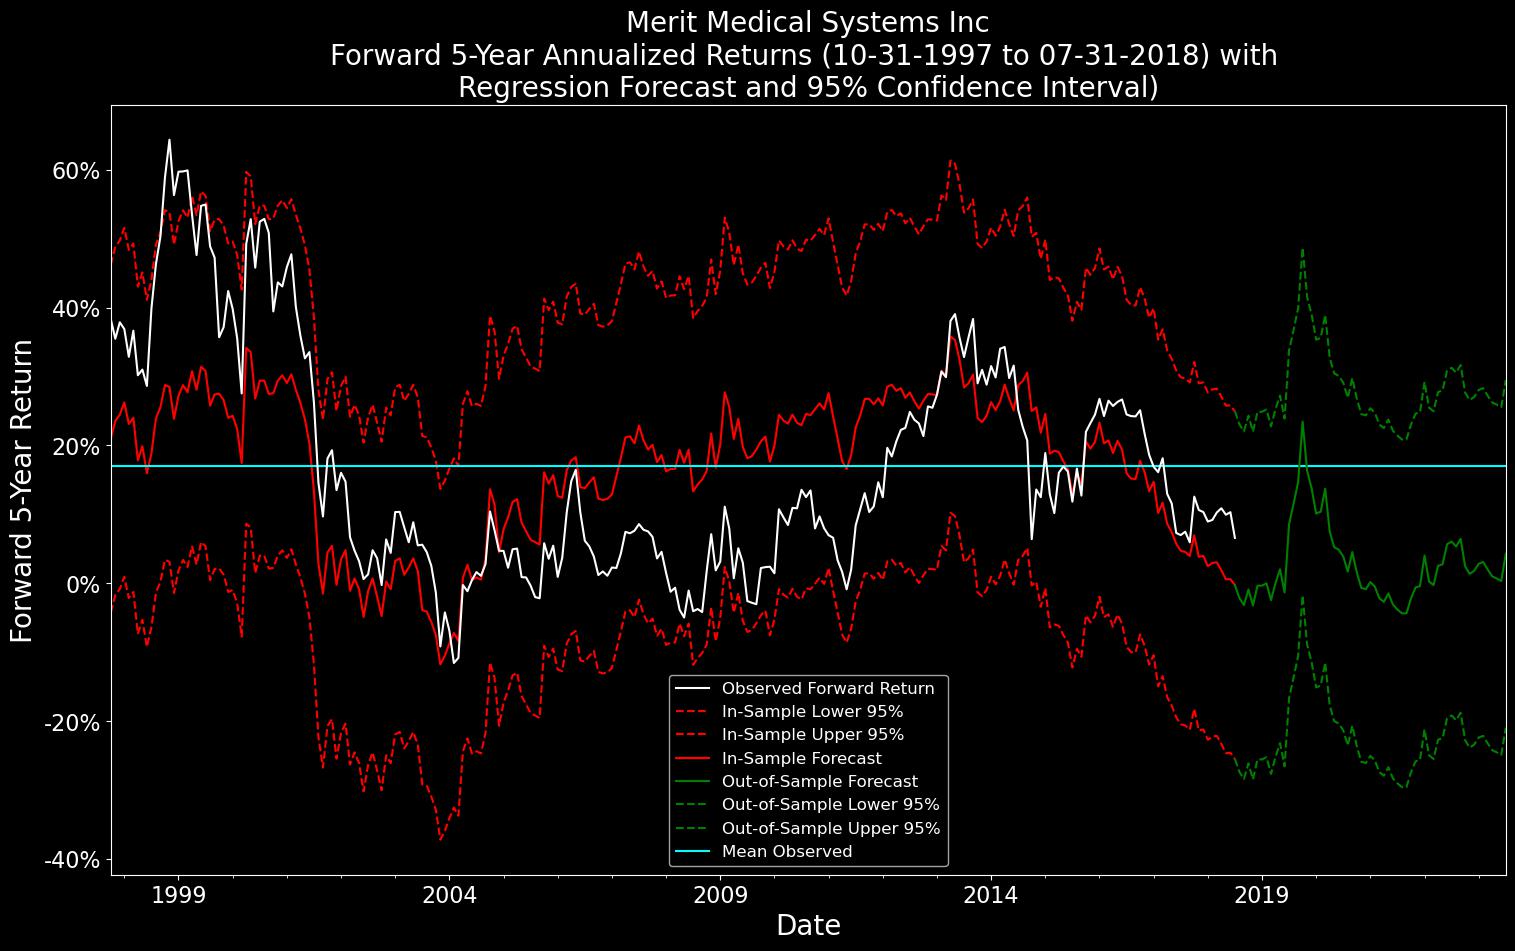 Merit Medical Systems Inc
Forward 5-Year Annualized Returns (10-31-1997 to 07-31-2018) with
Regression Forecast and 95% Confidence Interval)
Forward 5-Year Return
60%
40%
20%
0%
-20%
-40%
Observed Forward Return
In-Sample Lower 95%
In-Sample Upper 95%
In-Sample Forecast
Out-of-Sample Forecast
Out-of-Sample Lower 95%
Out-of-Sample Upper 95%
Mean Observed
1999 2004 2009 2014 2019
Date